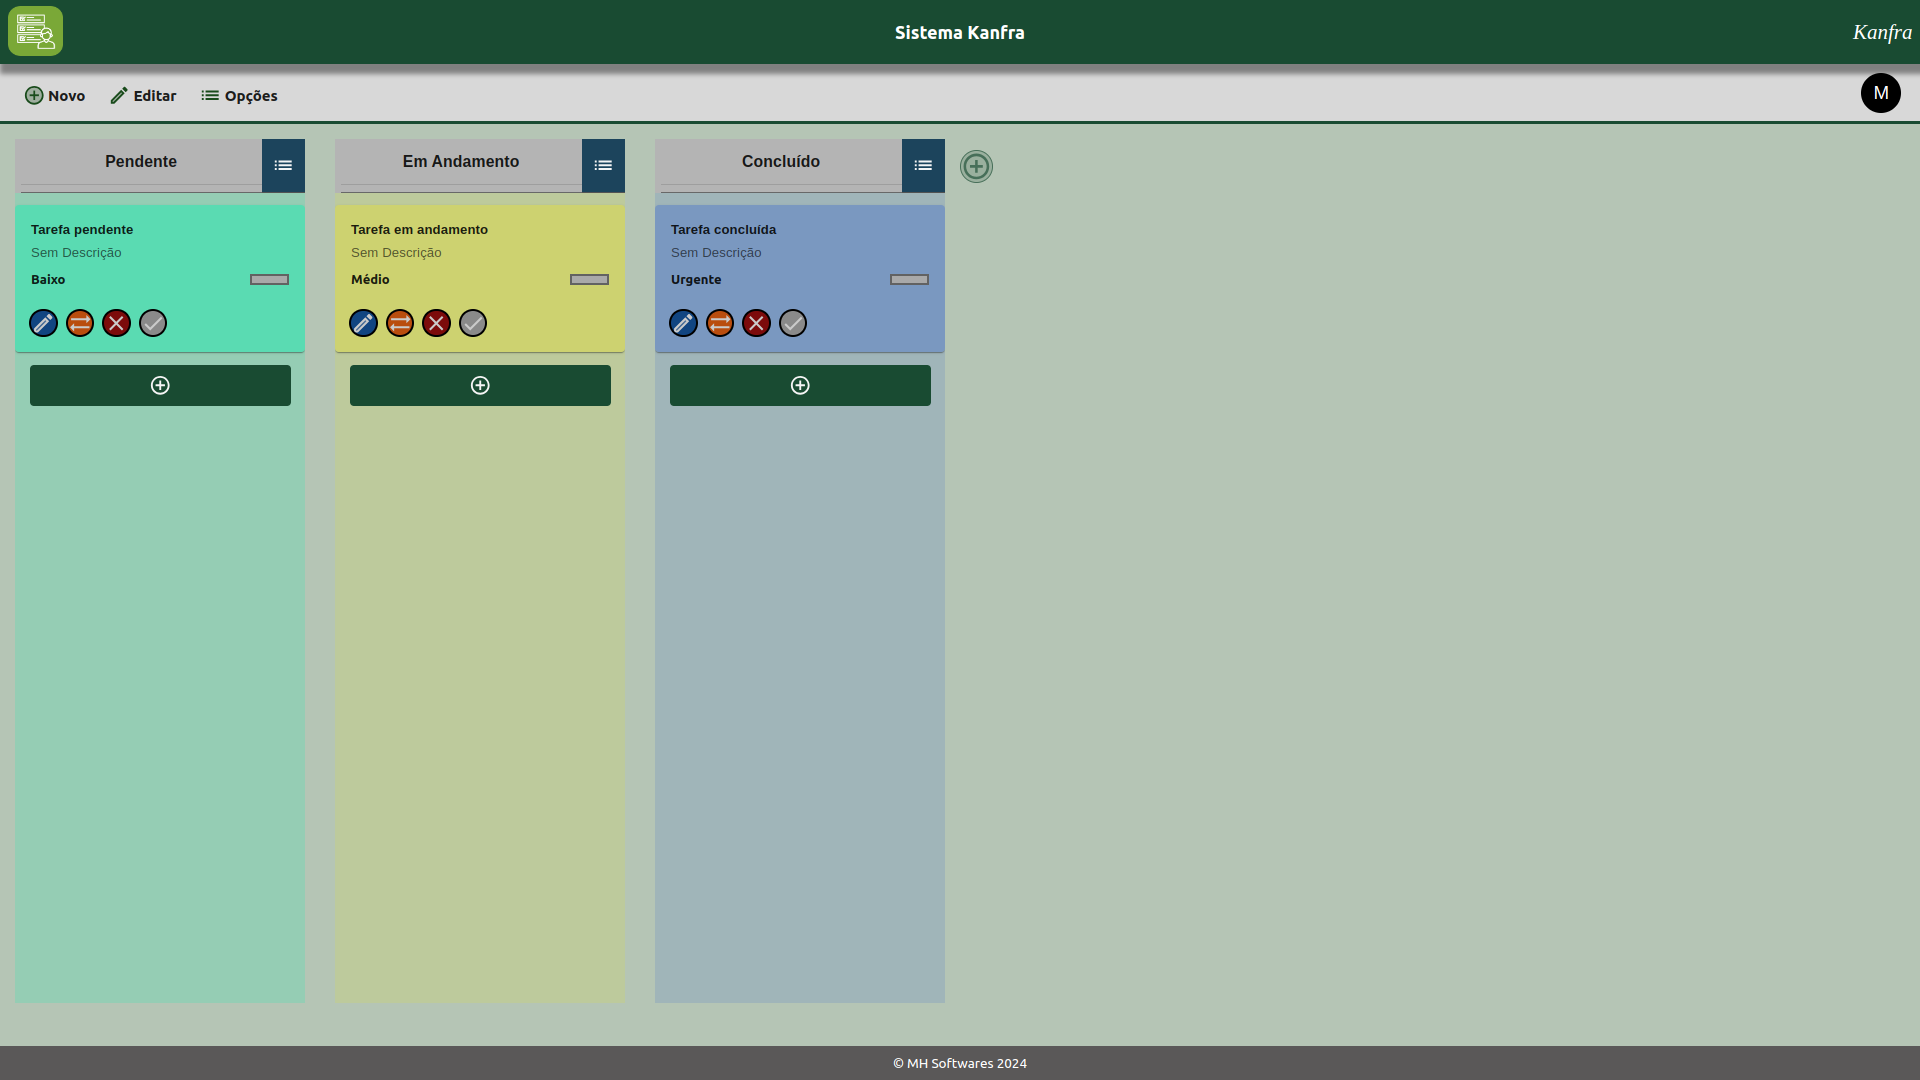 Sistema Kanfra
Kanfra
Novo
Editar
Opções
M
Pendente
Em Andamento
Concluído
Tarefa pendente
Sem Descrição
Baixo
Tarefa em andamento
Sem Descrição
Médio
Tarefa concluída
Sem Descrição
Urgente
© MH Softwares 2024